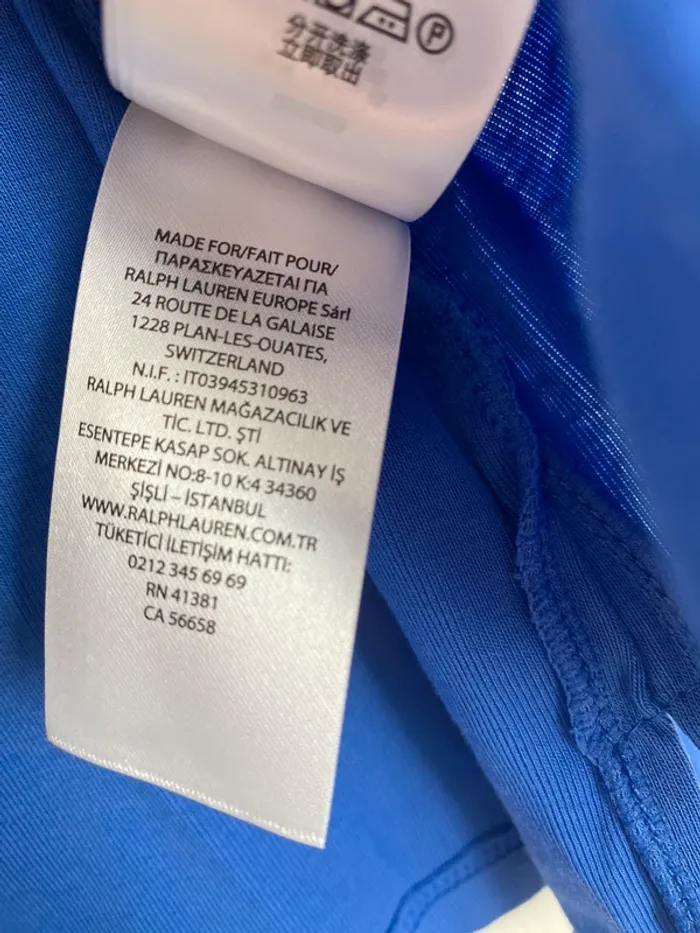 P
分开洗涤
立即取出
MADE FOR/FAIT POUR/
ΠΑΡΑΣΚΕΥΑΖΕΤΑΙ ΓΙΑ
RALPH LAUREN EUROPE Sárl
24 ROUTE DE LA GALAISE
1228 PLAN-LES-OUATES,
SWITZERLAND
N.I.F. : IT03945310963
RALPH LAUREN MAĞAZACILIK VE
TİC. LTD. ŞTİ
ESENTEPE KASAP SOK. ALTINAY İŞ
MERKEZİ NO:8-10 K:4 34360
ŞİŞLİ – İSTANBUL
WWW.RALPHLAUREN.COM.TR
TÜKETİCİ İLETİŞİM HATTI:
0212 345 69 69
RN 41381
CA 56658